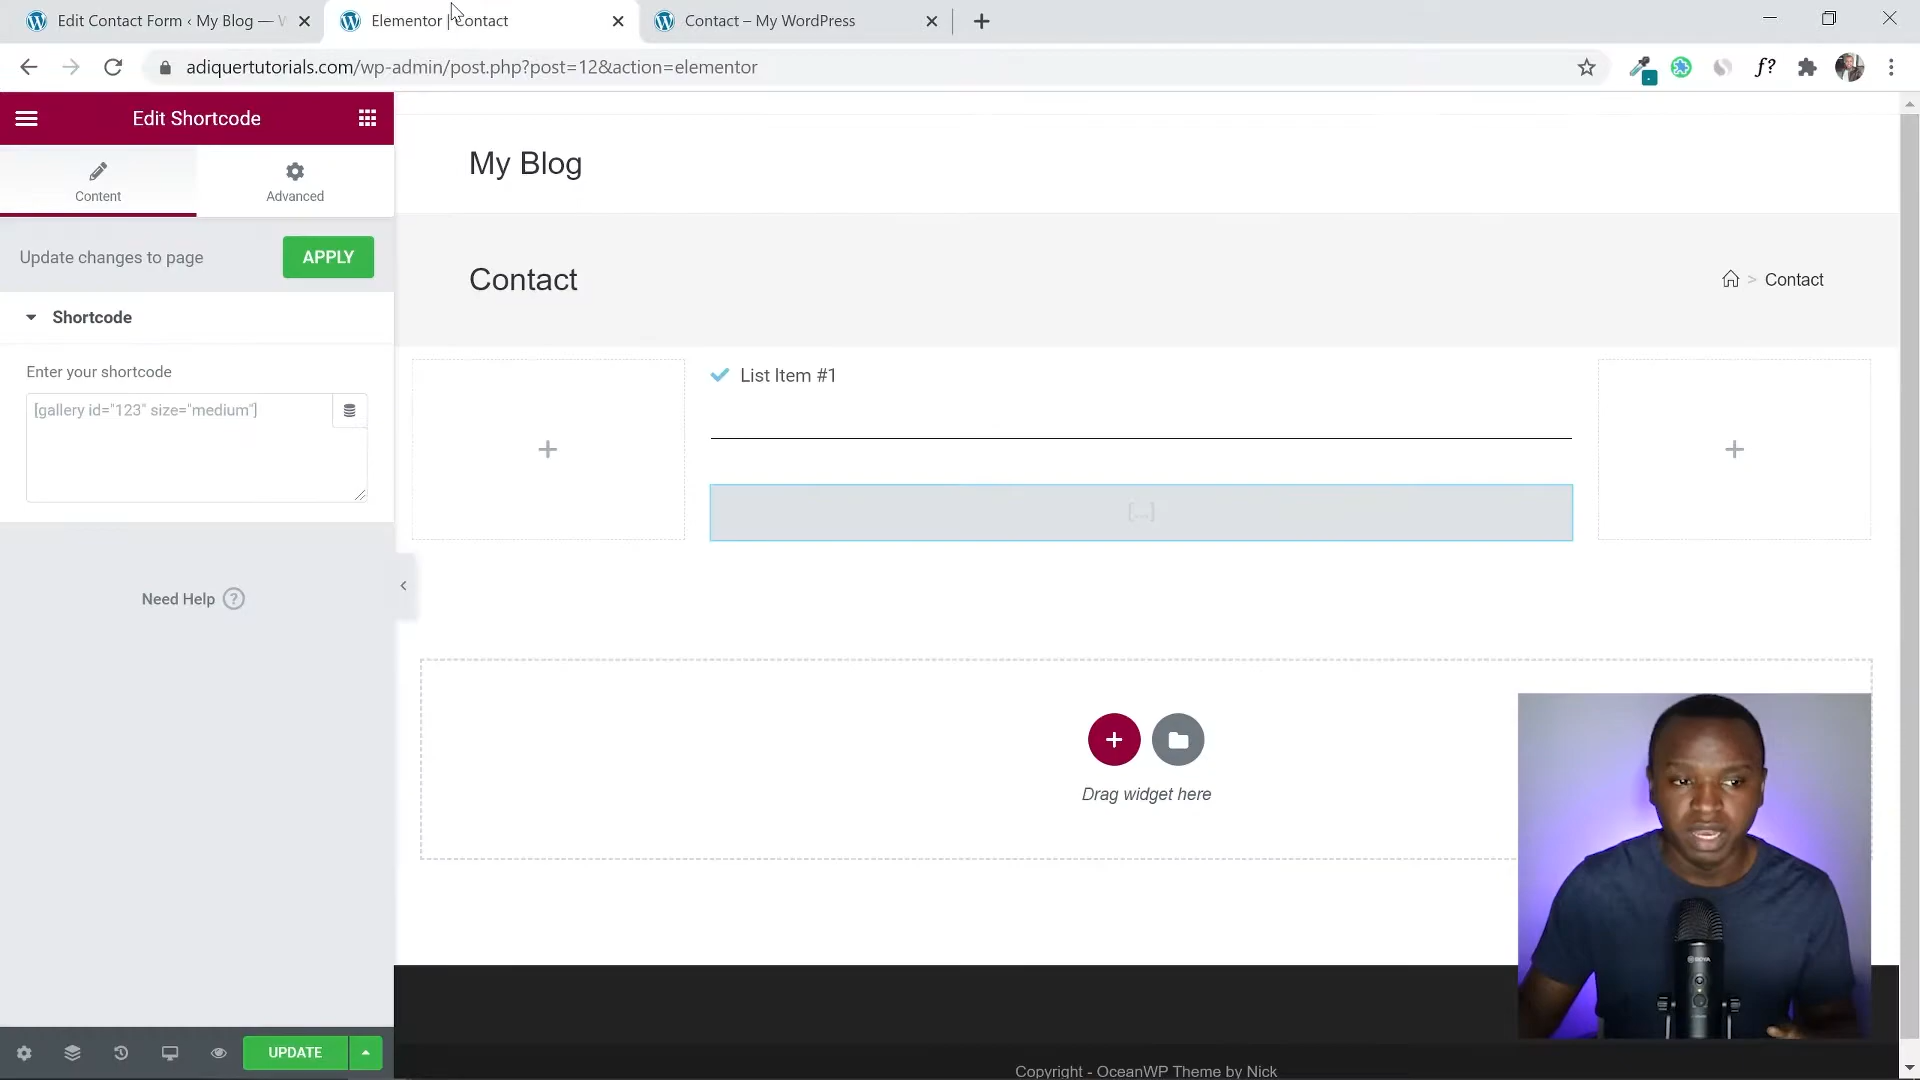 Edit Contact Form ‹ My Blog —
Elementor | Contact
Contact – My WordPress
adiquertutorials.com/wp-admin/post.php?post=12&action=elementor
f?
Edit Shortcode
Content
Advanced
Update changes to page
APPLY
Shortcode
Enter your shortcode
[gallery id="123" size="medium"]
Need Help ?
UPDATE
My Blog
Contact
> Contact
List Item #1
[...]
Drag widget here
BOYA
Copyright - OceanWP Theme by Nick